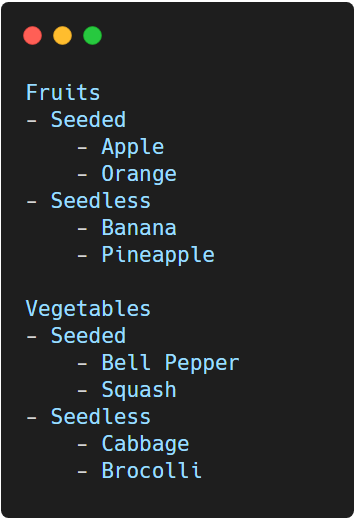 Fruits
- Seeded
    - Apple
    - Orange
- Seedless
    - Banana
    - Pineapple

Vegetables
- Seeded
    - Bell Pepper
    - Squash
- Seedless
    - Cabbage
    - Brocolli